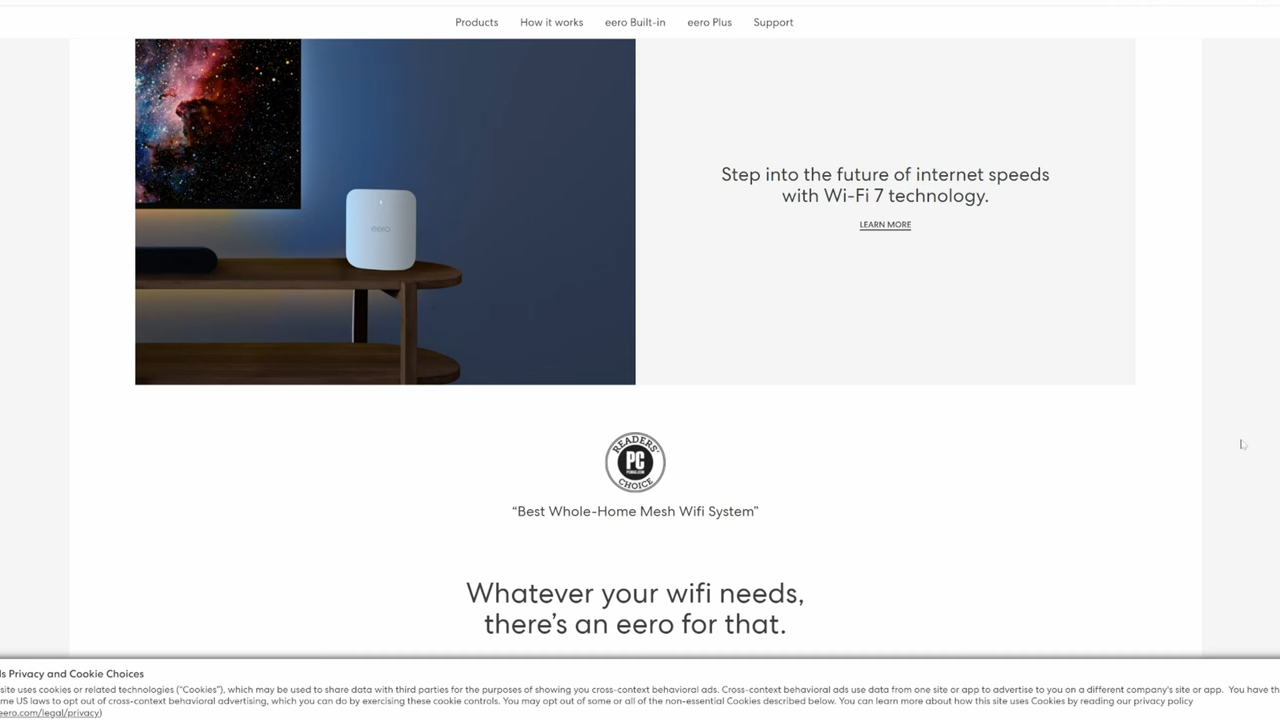 Products How it works eero Built-in eero Plus Support
eero
Step into the future of internet speeds
with Wi-Fi 7 technology.
LEARN MORE
READERS'
PC
PCMAG.COM
CHOICE
“Best Whole-Home Mesh Wifi System”
Whatever your wifi needs,
there’s an eero for that.
Privacy and Cookie Choices
site uses cookies or related technologies (“Cookies”), which may be used to share data with third parties for the purposes of showing you cross-context behavioral ads. Cross-context behavioral ads use data from one site or app to advertise to you on a different company's site or app. You have th
me US laws to opt out of cross-context behavioral advertising, which you can do by exercising these cookie controls. You may opt out of some or all of the non-essential Cookies described below. You can learn more about how this site uses Cookies by reading our privacy policy
eero.com/legal/privacy)